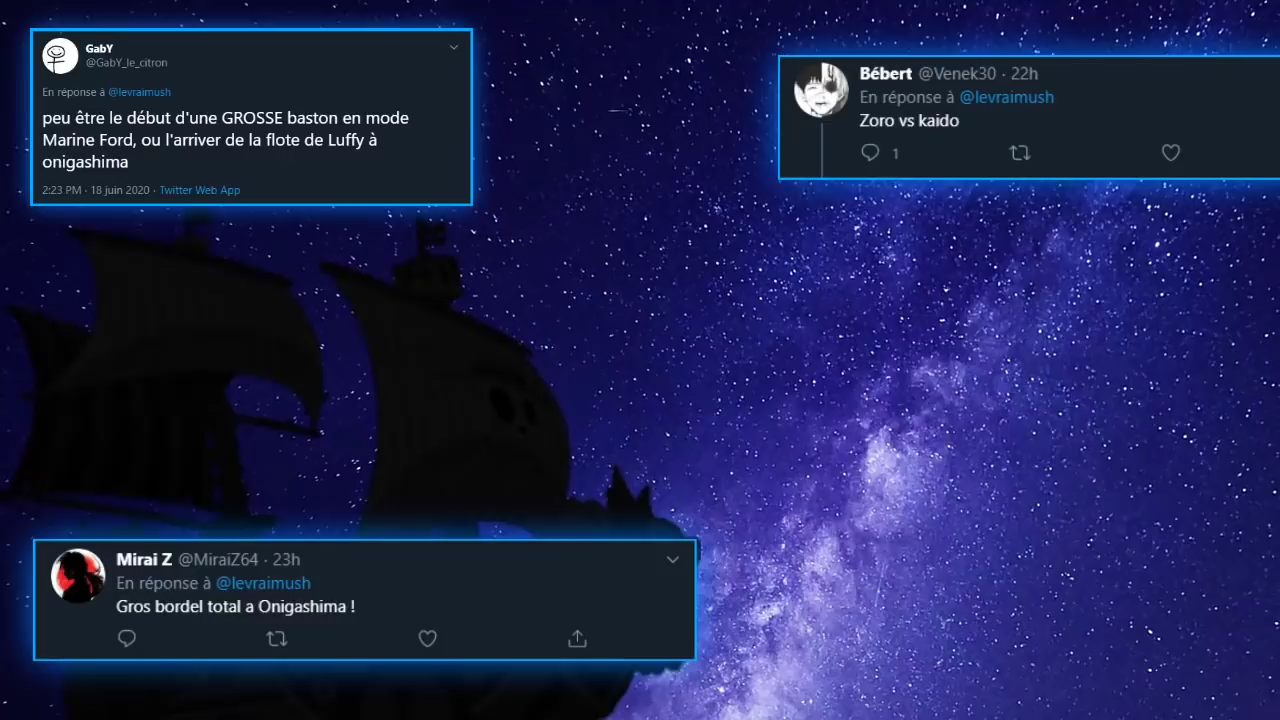 GabY
@GabY_le_citron
En réponse à @levraimush
peu être le début d'une GROSSE baston en mode
Marine Ford, ou l'arriver de la flote de Luffy à
onigashima
2:23 PM · 18 juin 2020 · Twitter Web App
Bébert @Venek30 · 22h
En réponse à @levraimush
Zoro vs kaido
1
Mirai Z @MiraiZ64 · 23h
En réponse à @levraimush
Gros bordel total a Onigashima !